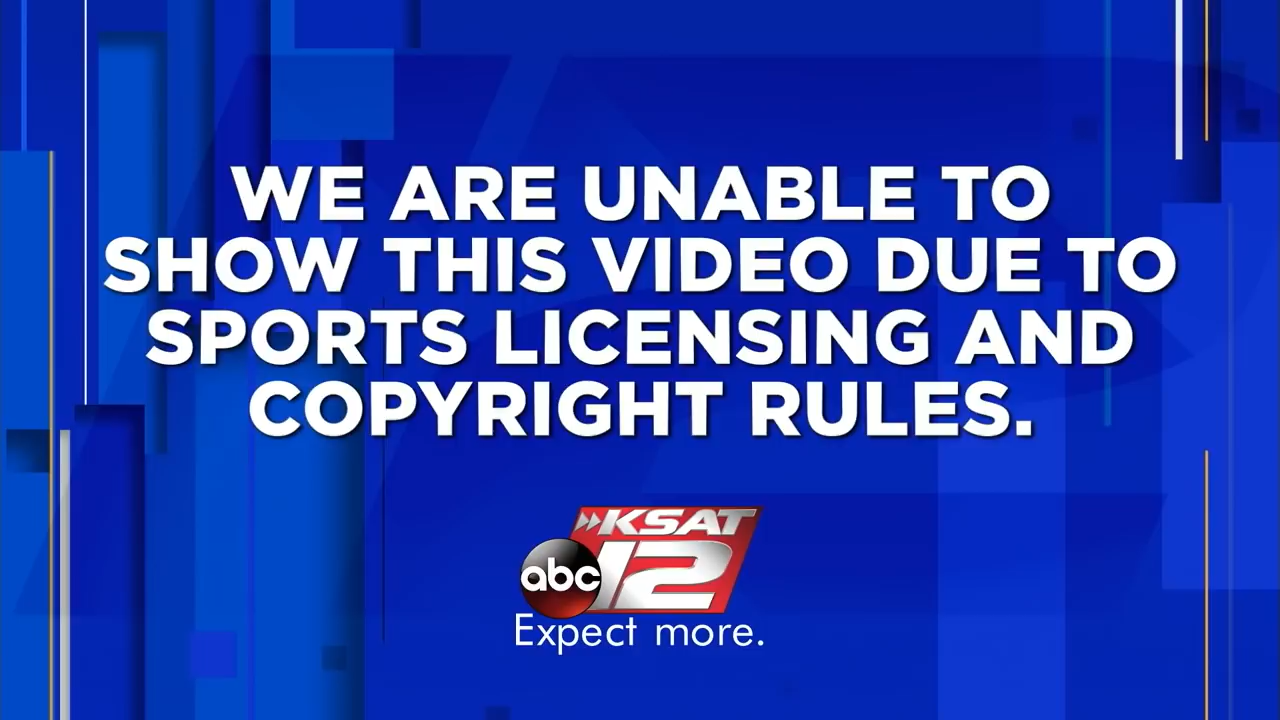 WE ARE UNABLE TO
SHOW THIS VIDEO DUE TO
SPORTS LICENSING AND
COPYRIGHT RULES.
KSAT
abc 12
Expect more.